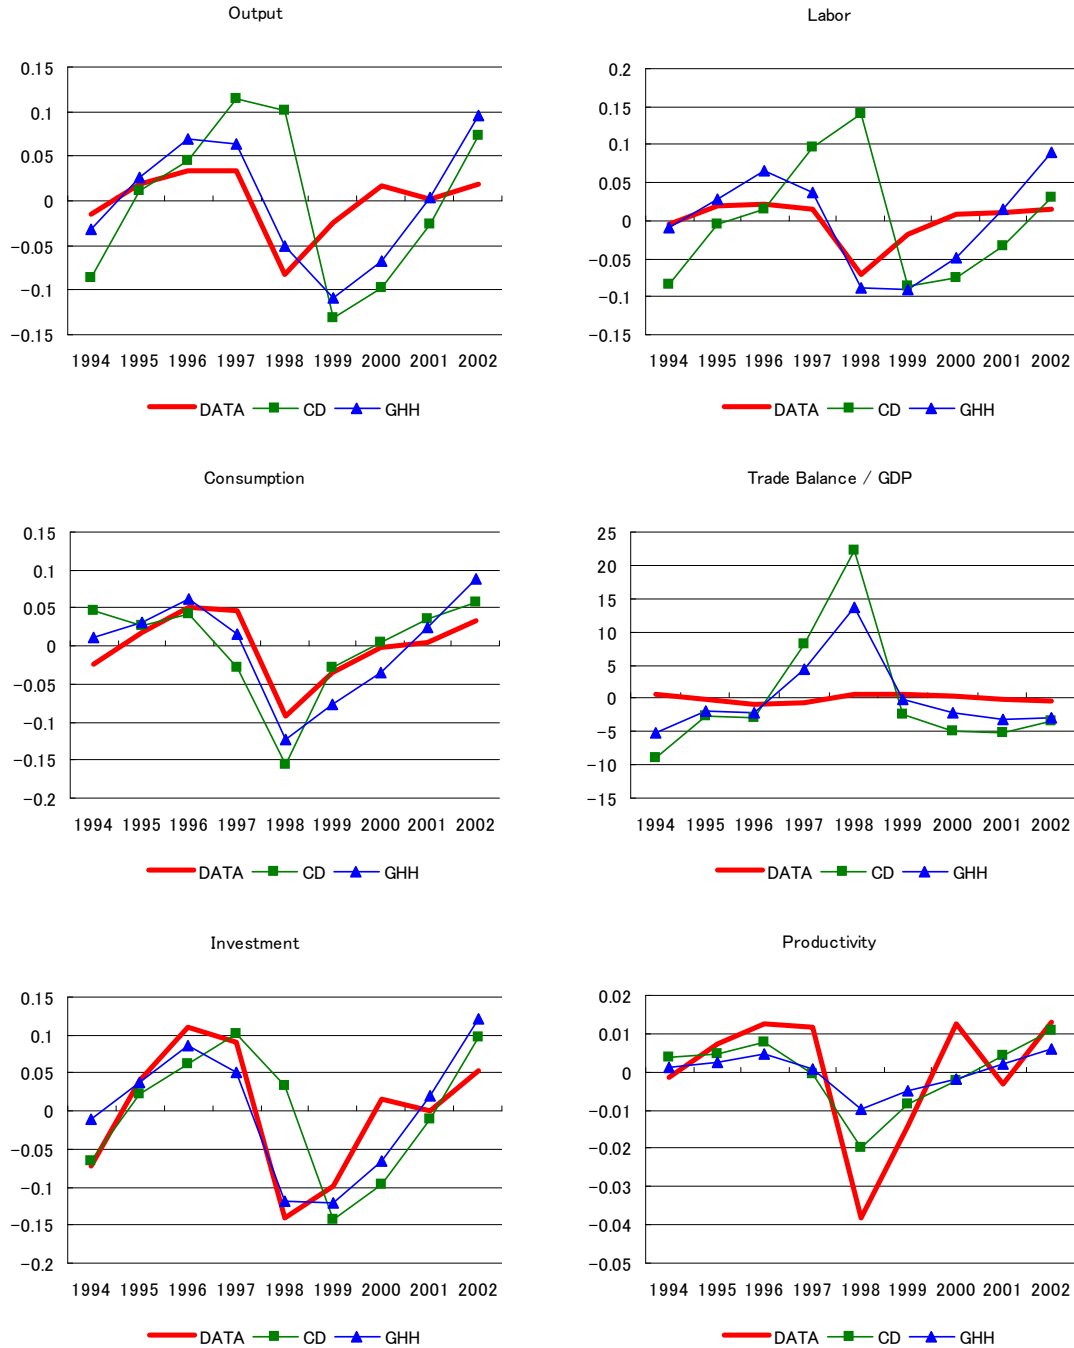 Output
0.15
0.1
0.05
0
-0.05
-0.1
-0.15
1994 1995 1996 1997 1998 1999 2000 2001 2002
DATA CD GHH
Labor
0.2
0.15
0.1
0.05
0
-0.05
-0.1
-0.15
1994 1995 1996 1997 1998 1999 2000 2001 2002
DATA CD GHH
Consumption
0.15
0.1
0.05
0
-0.05
-0.1
-0.15
-0.2
1994 1995 1996 1997 1998 1999 2000 2001 2002
DATA CD GHH
Trade Balance / GDP
25
20
15
10
5
0
-5
-10
-15
1994 1995 1996 1997 1998 1999 2000 2001 2002
DATA CD GHH
Investment
0.15
0.1
0.05
0
-0.05
-0.1
-0.15
-0.2
1994 1995 1996 1997 1998 1999 2000 2001 2002
DATA CD GHH
Productivity
0.02
0.01
0
-0.01
-0.02
-0.03
-0.04
-0.05
1994 1995 1996 1997 1998 1999 2000 2001 2002
DATA CD GHH